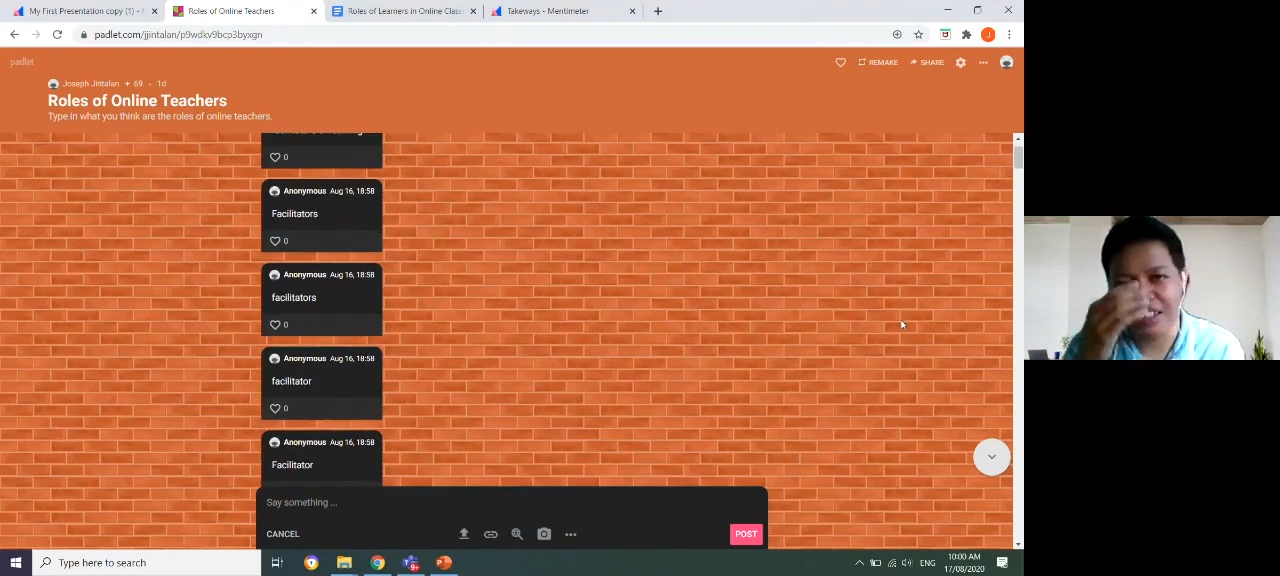 My First Presentation copy (1) -
Roles of Online Teachers
Roles of Learners in Online Class
Takeways - Mentimeter
padlet.com/jjintalan/p9wdkv9bcp3byxgn
J
padlet
REMAKE
SHARE
Joseph Jintalan + 69 • 1d
Roles of Online Teachers
Type in what you think are the roles of online teachers.
0
Anonymous Aug 16, 18:58
Facilitators
0
Anonymous Aug 16, 18:58
facilitators
0
Anonymous Aug 16, 18:58
facilitator
0
Anonymous Aug 16, 18:58
Facilitator
Say something ...
CANCEL
POST
Type here to search
9+
ENG
10:00 AM
17/08/2020